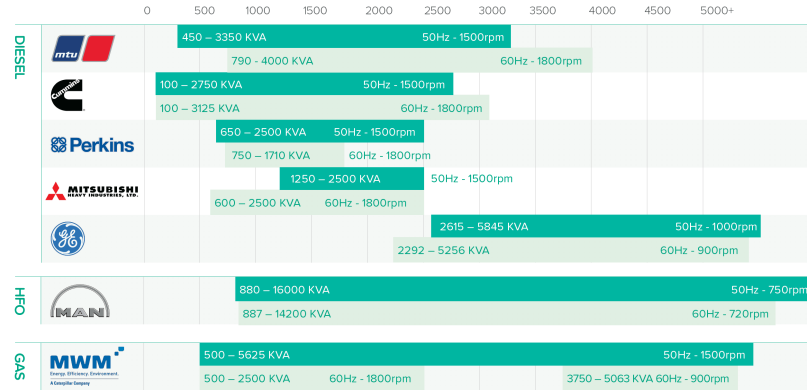 0 500 1000 1500 2000 2500 3000 3500 4000 4500 5000+
DIESEL
mtu
450 – 3350 KVA 50Hz - 1500rpm
790 - 4000 KVA 60Hz - 1800rpm
Cummins
100 – 2750 KVA 50Hz - 1500rpm
100 – 3125 KVA 60Hz - 1800rpm
Perkins
650 – 2500 KVA 50Hz - 1500rpm
750 – 1710 KVA 60Hz - 1800rpm
MITSUBISHI
HEAVY INDUSTRIES, LTD.
1250 – 2500 KVA 50Hz - 1500rpm
600 – 2500 KVA 60Hz - 1800rpm
GE
2615 – 5845 KVA 50Hz - 1000rpm
2292 – 5256 KVA 60Hz - 900rpm
HFO
MAN
880 – 16000 KVA 50Hz - 750rpm
887 – 14200 KVA 60Hz - 720rpm
GAS
MWM
Energy. Efficiency. Environment.
A Caterpillar Company
500 – 5625 KVA 50Hz - 1500rpm
500 – 2500 KVA 60Hz - 1800rpm 3750 – 5063 KVA 60Hz - 900rpm